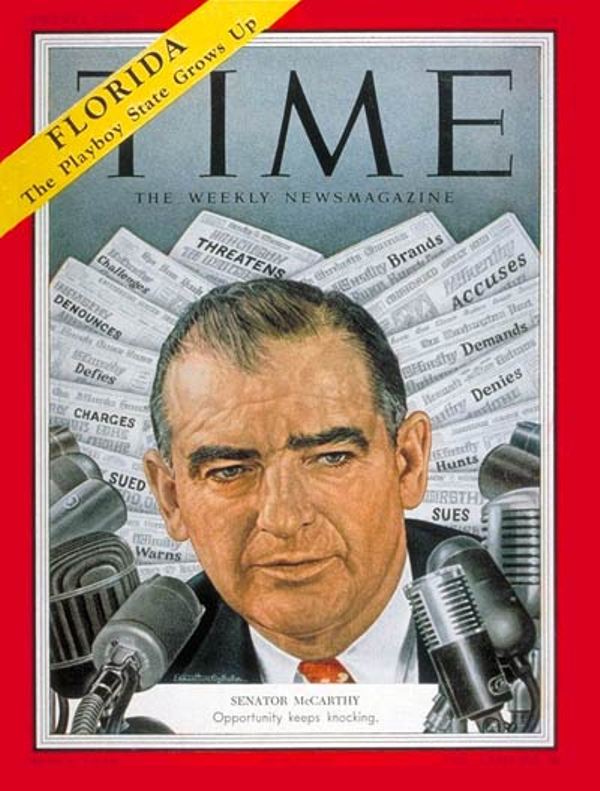 FLORIDA
The Playboy State Grows Up
TIME
THE WEEKLY NEWSMAGAZINE
THREATENS
Brands
Challenges
ACCUSES
DENOUNCES
Demands
Defies
Denies
CHARGES
Hunts
SUED
SUES
Warns
SENATOR McCARTHY
Opportunity keeps knocking.